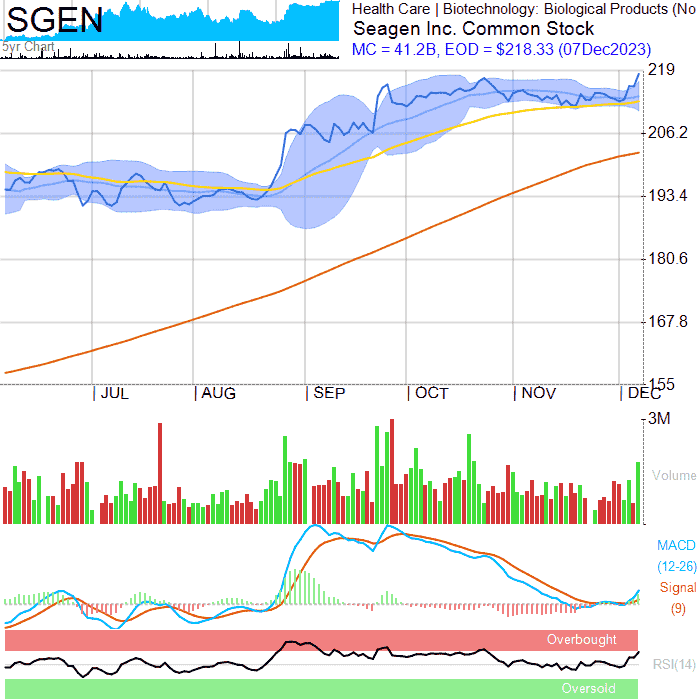 SGEN
5yr Chart
Health Care | Biotechnology: Biological Products (No
Seagen Inc. Common Stock
MC = 41.2B, EOD = $218.33 (07Dec2023)
219
206.2
193.4
180.6
167.8
155
| JUL | AUG | SEP | OCT | NOV | DEC
3M
Volume
MACD
(12-26)
Signal
(9)
Overbought
RSI(14)
Oversold